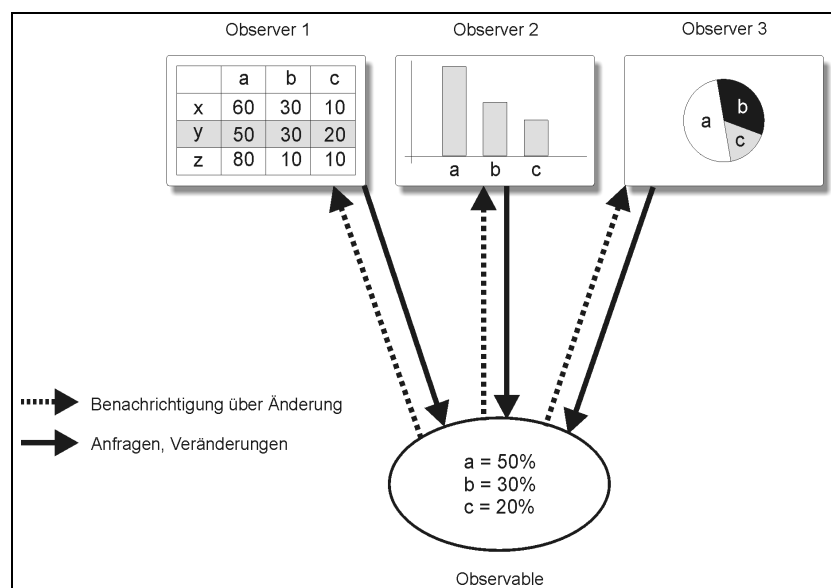 Observer 1 Observer 2 Observer 3
a b c
x 60 30 10
y 50 30 20
z 80 10 10
a b c
a b c
Benachrichtigung über Änderung
Anfragen, Veränderungen
a = 50%
b = 30%
c = 20%
Observable